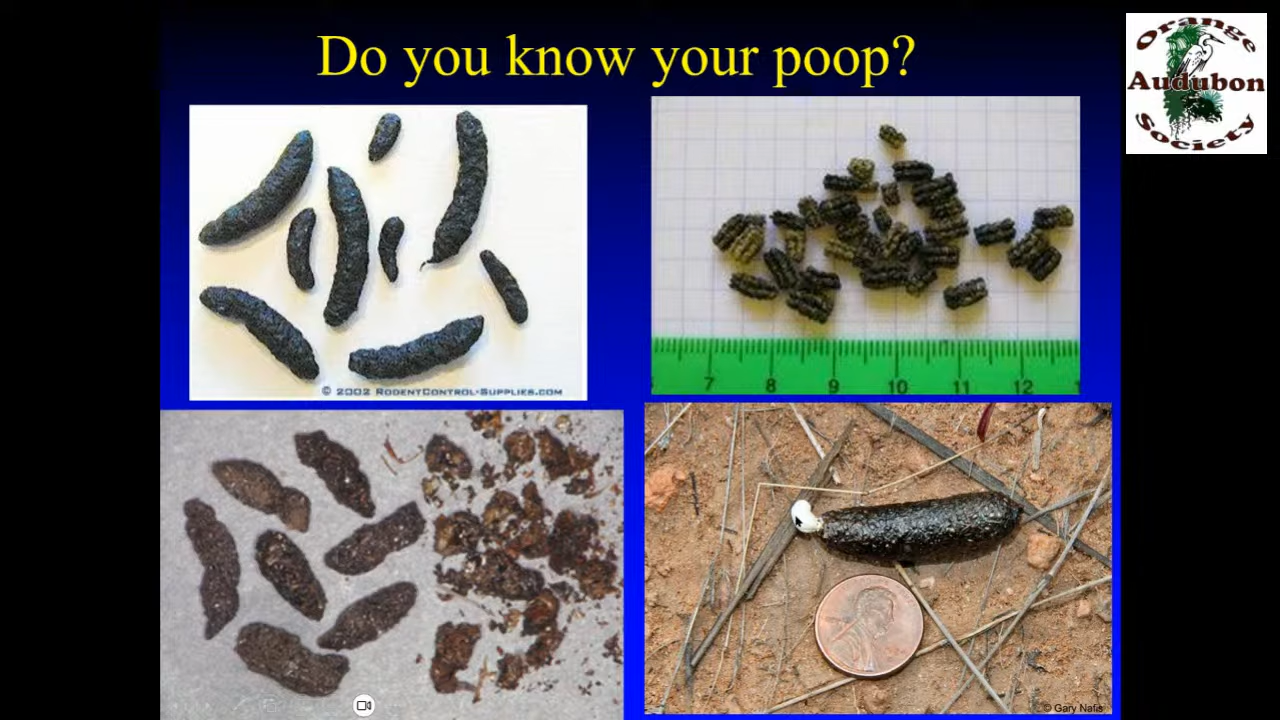 Do you know your poop?
Orange
Audubon
Society
© 2002 RodentControl-Supplies.com
7 8 9 10 11 12
© Gary Nafis